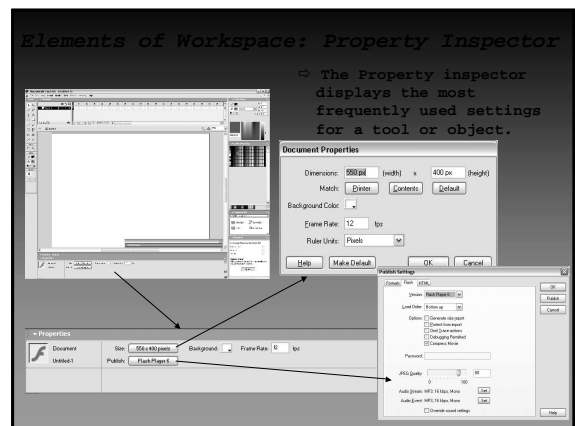 Elements of Workspace: Property Inspector
⇨ The Property inspector
displays the most
frequently used settings
for a tool or object.
Document Properties
Dimensions: 550 px (width) x 400 px (height)
Match: Printer Contents Default
Background Color:
Frame Rate: 12 fps
Ruler Units: Pixels
Help Make Default OK Cancel
Publish Settings
Formats Flash HTML
OK
Version: Flash Player 6
Publish
Load Order: Bottom up
Cancel
Options: Generate size report
Protect from import
Omit Trace actions
Debugging Permitted
Compress Movie
Password:
JPEG Quality: 80
0 100
Audio Stream: MP3, 16 kbps, Mono Set
Audio Event: MP3, 16 kbps, Mono Set
Override sound settings
Help
Properties
Document Size: 550 x 400 pixels Background: Frame Rate: 12 fps
Untitled-1 Publish: Flash Player 6